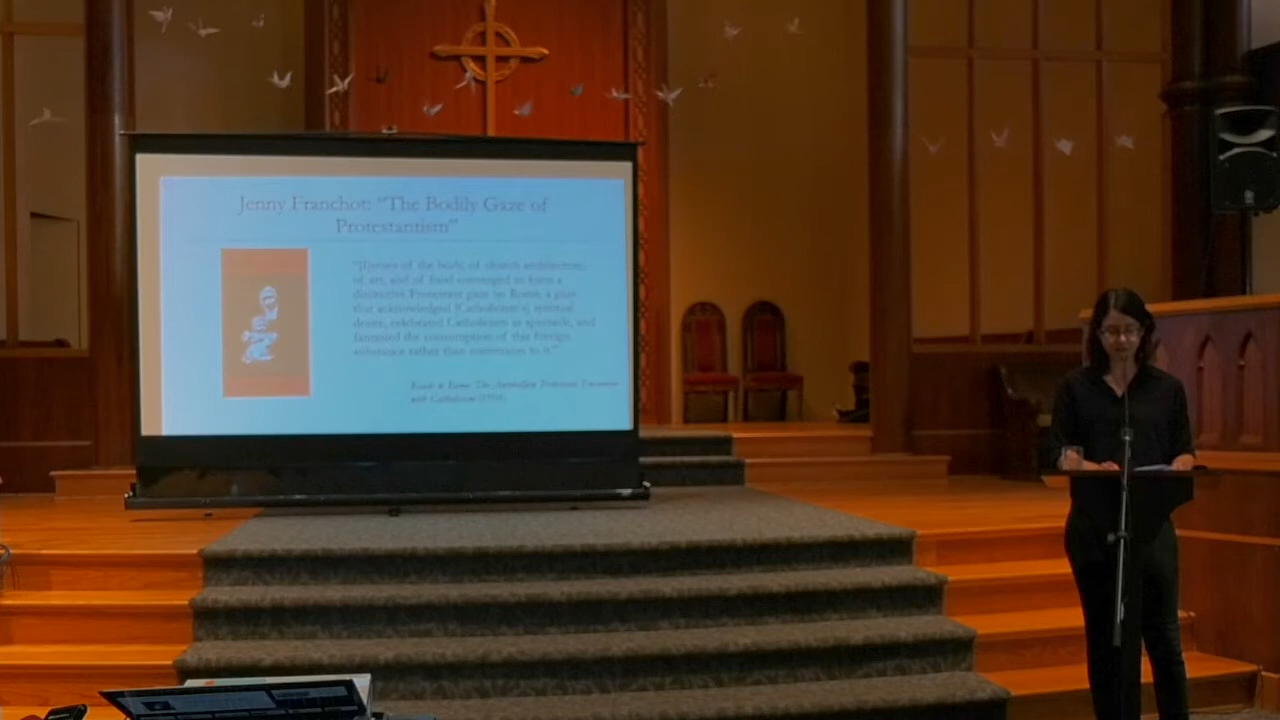 Jenny Franchot: "The Bodily Gaze of
Protestantism"
of the body, of church architecture,
of art, and of food converged to form a
distinctive Protestant gaze on Rome, a gaze
that acknowledged [Catholicism's] spiritual
desire, celebrated Catholicism as spectacle, and
fantasized the consumption of this foreign
substance rather than conversion to it."
Roads to Rome: The Antebellum Protestant Encounter
with Catholicism (1994)